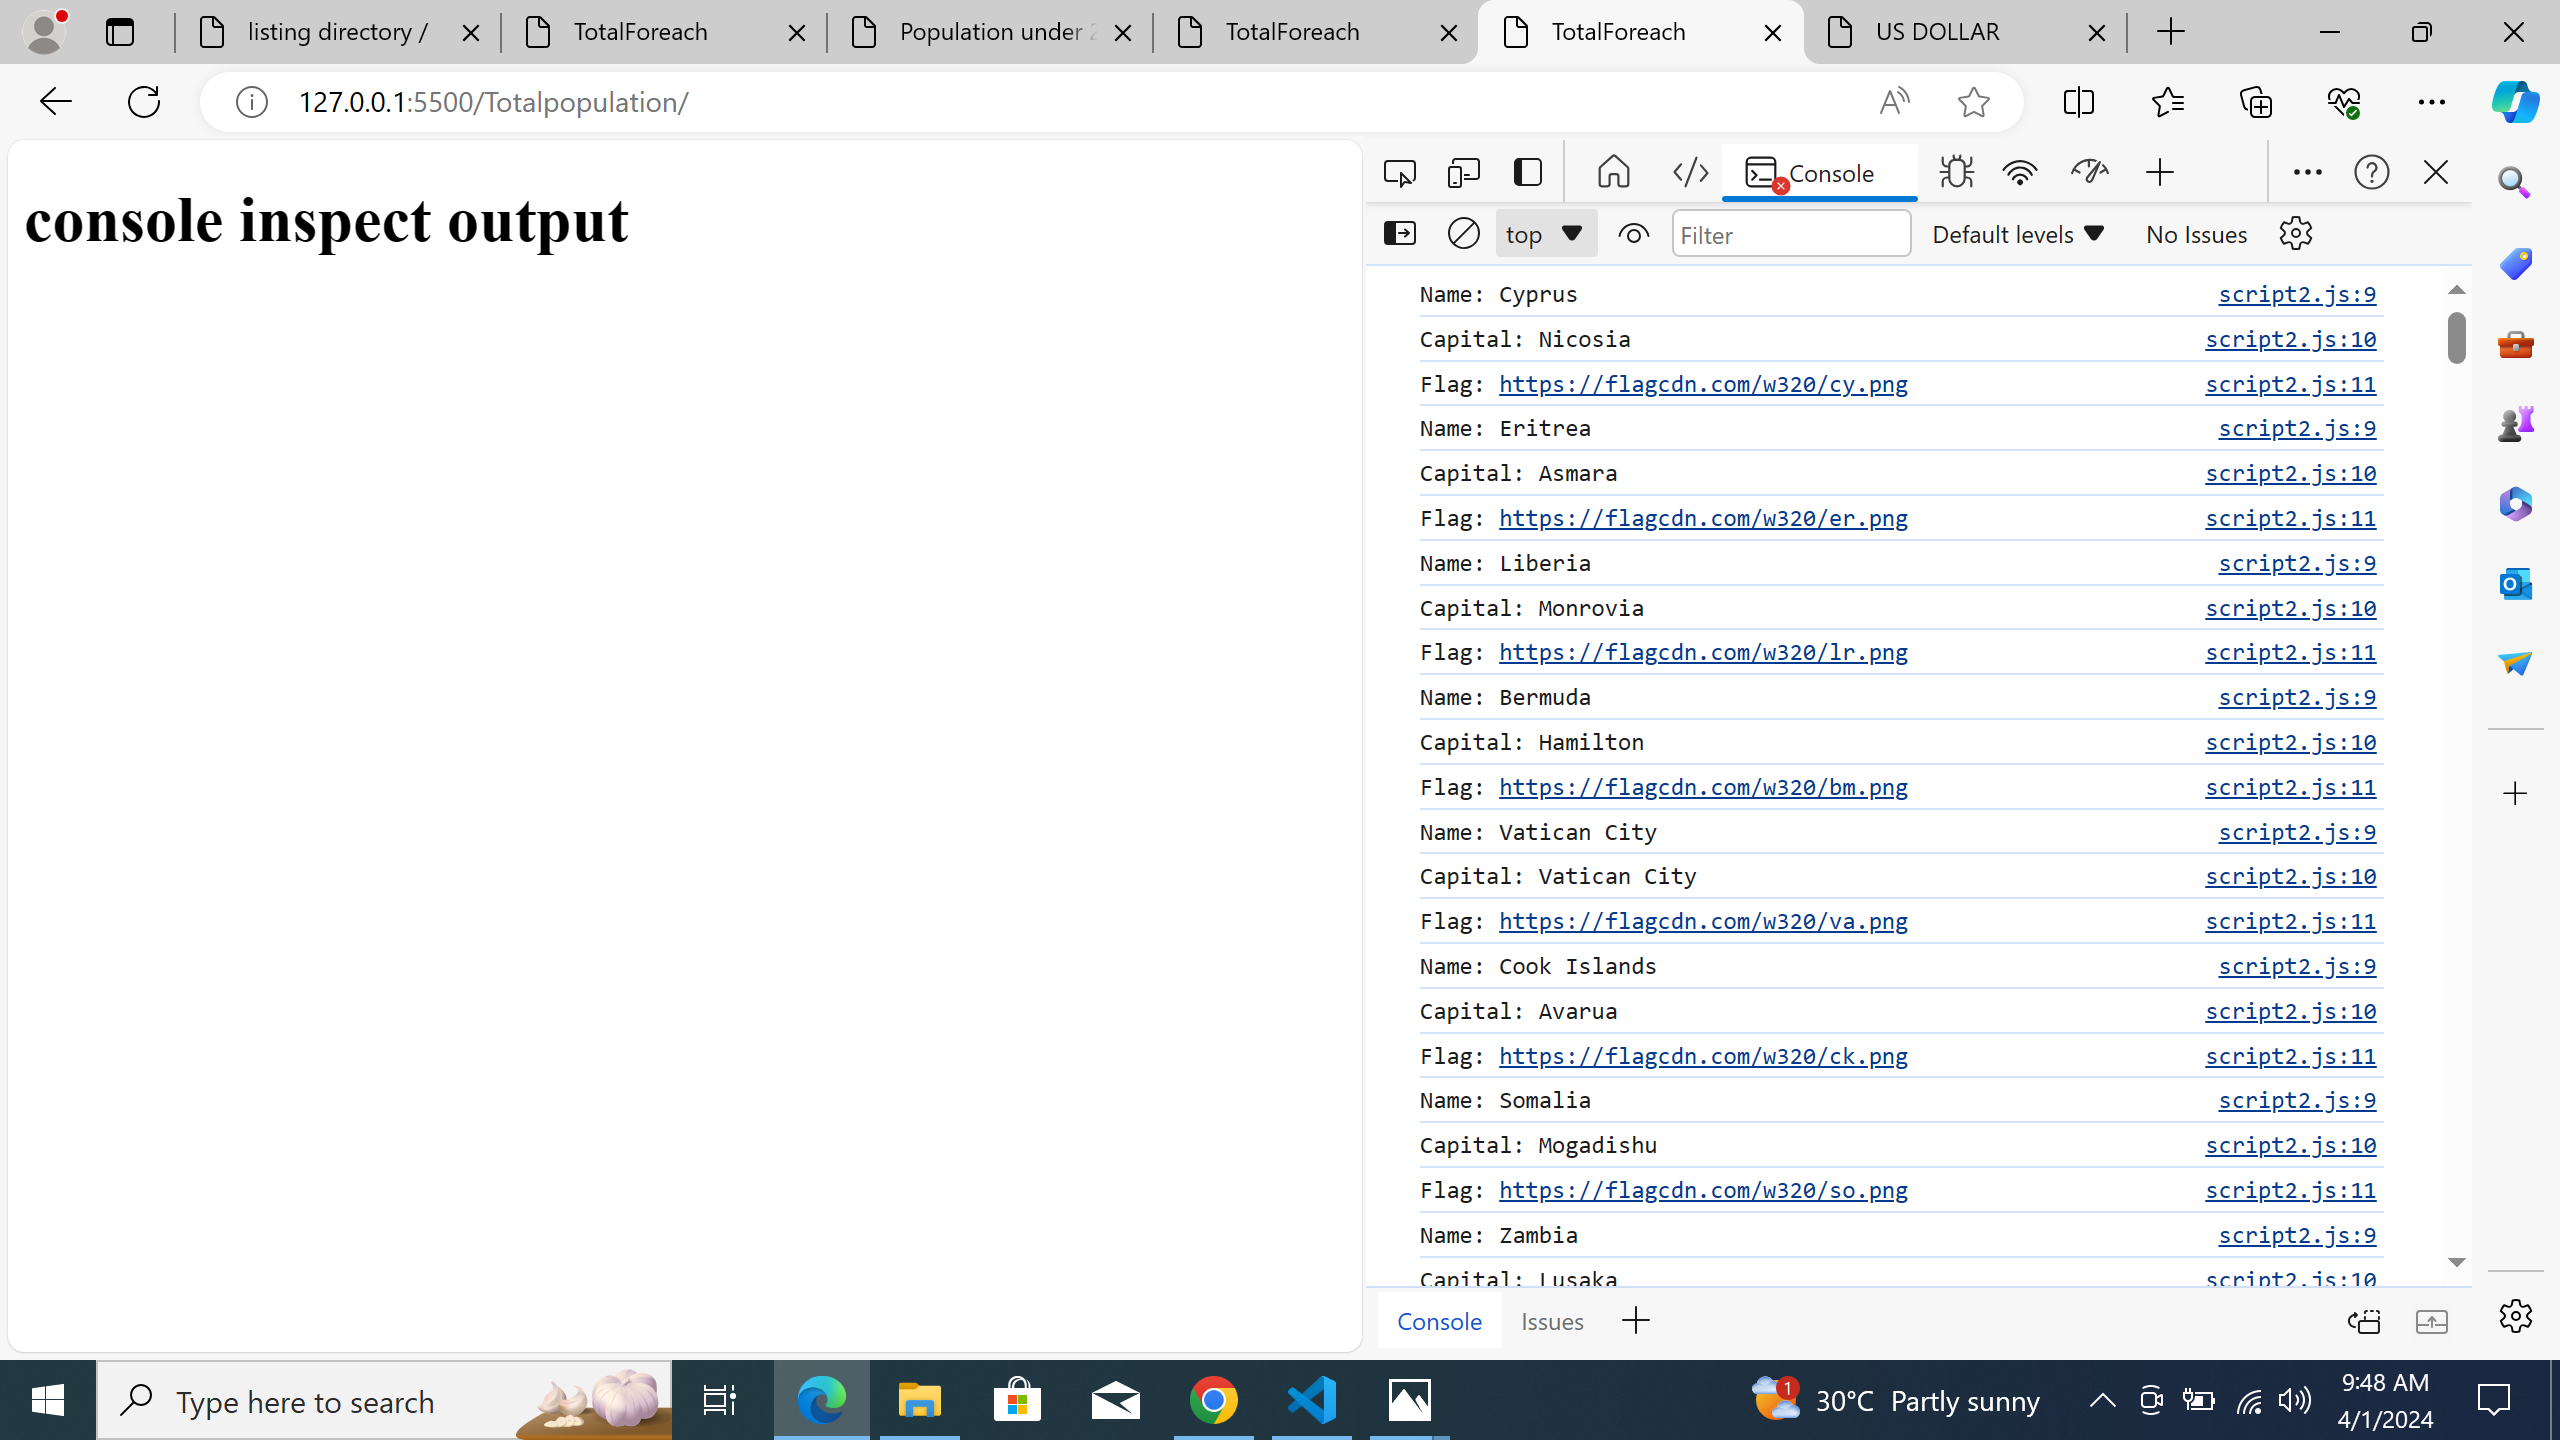 listing directory /
TotalForeach
Population under 2
TotalForeach
TotalForeach
US DOLLAR
127.0.0.1:5500/Totalpopulation/
console inspect output
Console
top
Filter
Default levels
No Issues
Name: Cyprus script2.js:9
Capital: Nicosia script2.js:10
Flag: https://flagcdn.com/w320/cy.png script2.js:11
Name: Eritrea script2.js:9
Capital: Asmara script2.js:10
Flag: https://flagcdn.com/w320/er.png script2.js:11
Name: Liberia script2.js:9
Capital: Monrovia script2.js:10
Flag: https://flagcdn.com/w320/lr.png script2.js:11
Name: Bermuda script2.js:9
Capital: Hamilton script2.js:10
Flag: https://flagcdn.com/w320/bm.png script2.js:11
Name: Vatican City script2.js:9
Capital: Vatican City script2.js:10
Flag: https://flagcdn.com/w320/va.png script2.js:11
Name: Cook Islands script2.js:9
Capital: Avarua script2.js:10
Flag: https://flagcdn.com/w320/ck.png script2.js:11
Name: Somalia script2.js:9
Capital: Mogadishu script2.js:10
Flag: https://flagcdn.com/w320/so.png script2.js:11
Name: Zambia script2.js:9
Capital: Lusaka script2.js:10
Console
Issues
Type here to search
1
30°C Partly sunny
9:48 AM
4/1/2024